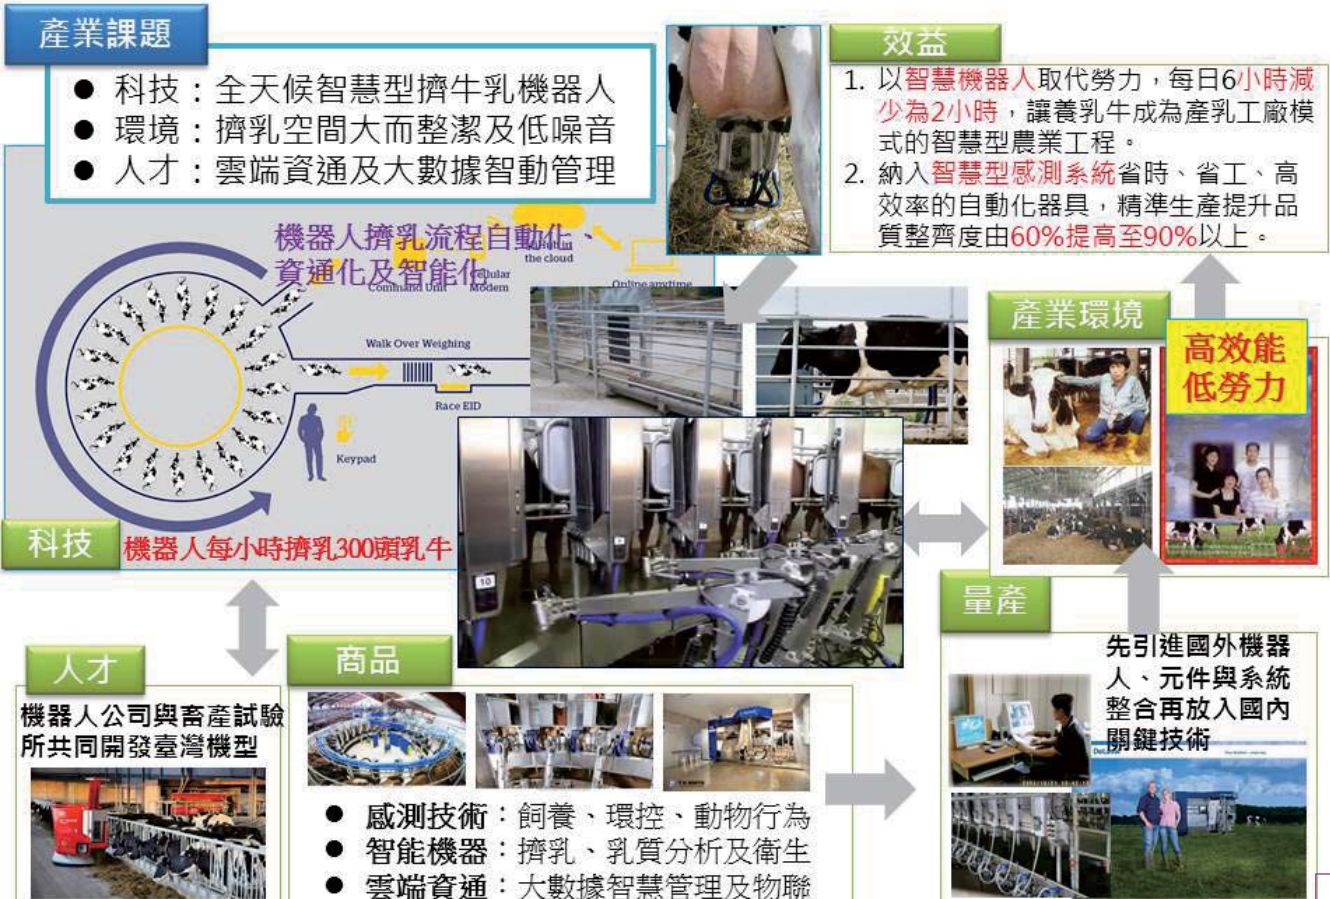 產業課題
● 科技：全天候智慧型擠牛乳機器人
● 環境：擠乳空間大而整潔及低噪音
● 人才：雲端資通及大數據智動管理
效益
1. 以智慧機器人取代勞力，每日6小時減
少為2小時，讓養乳牛成為產乳工廠模
式的智慧型農業工程。
2. 納入智慧型感測系統省時、省工、高
效率的自動化器具，精準生產提升品
質整齊度由60%提高至90%以上。
機器人擠乳流程自動化、
資通化及智能化
in
the cloud
Command Unit
Cellular
Modem
Online anytime
Walk Over Weighing
Race EID
Keypad
科技
機器人每小時擠乳300頭乳牛
產業環境
高效能
低勞力
10
人才
機器人公司與畜產試驗
所共同開發臺灣機型
商品
● 感測技術：飼養、環控、動物行為
● 智能機器：擠乳、乳質分析及衛生
● 雲端資通：大數據智慧管理及物聯
量產
先引進國外機器
人、元件與系統
整合再放入國內
關鍵技術